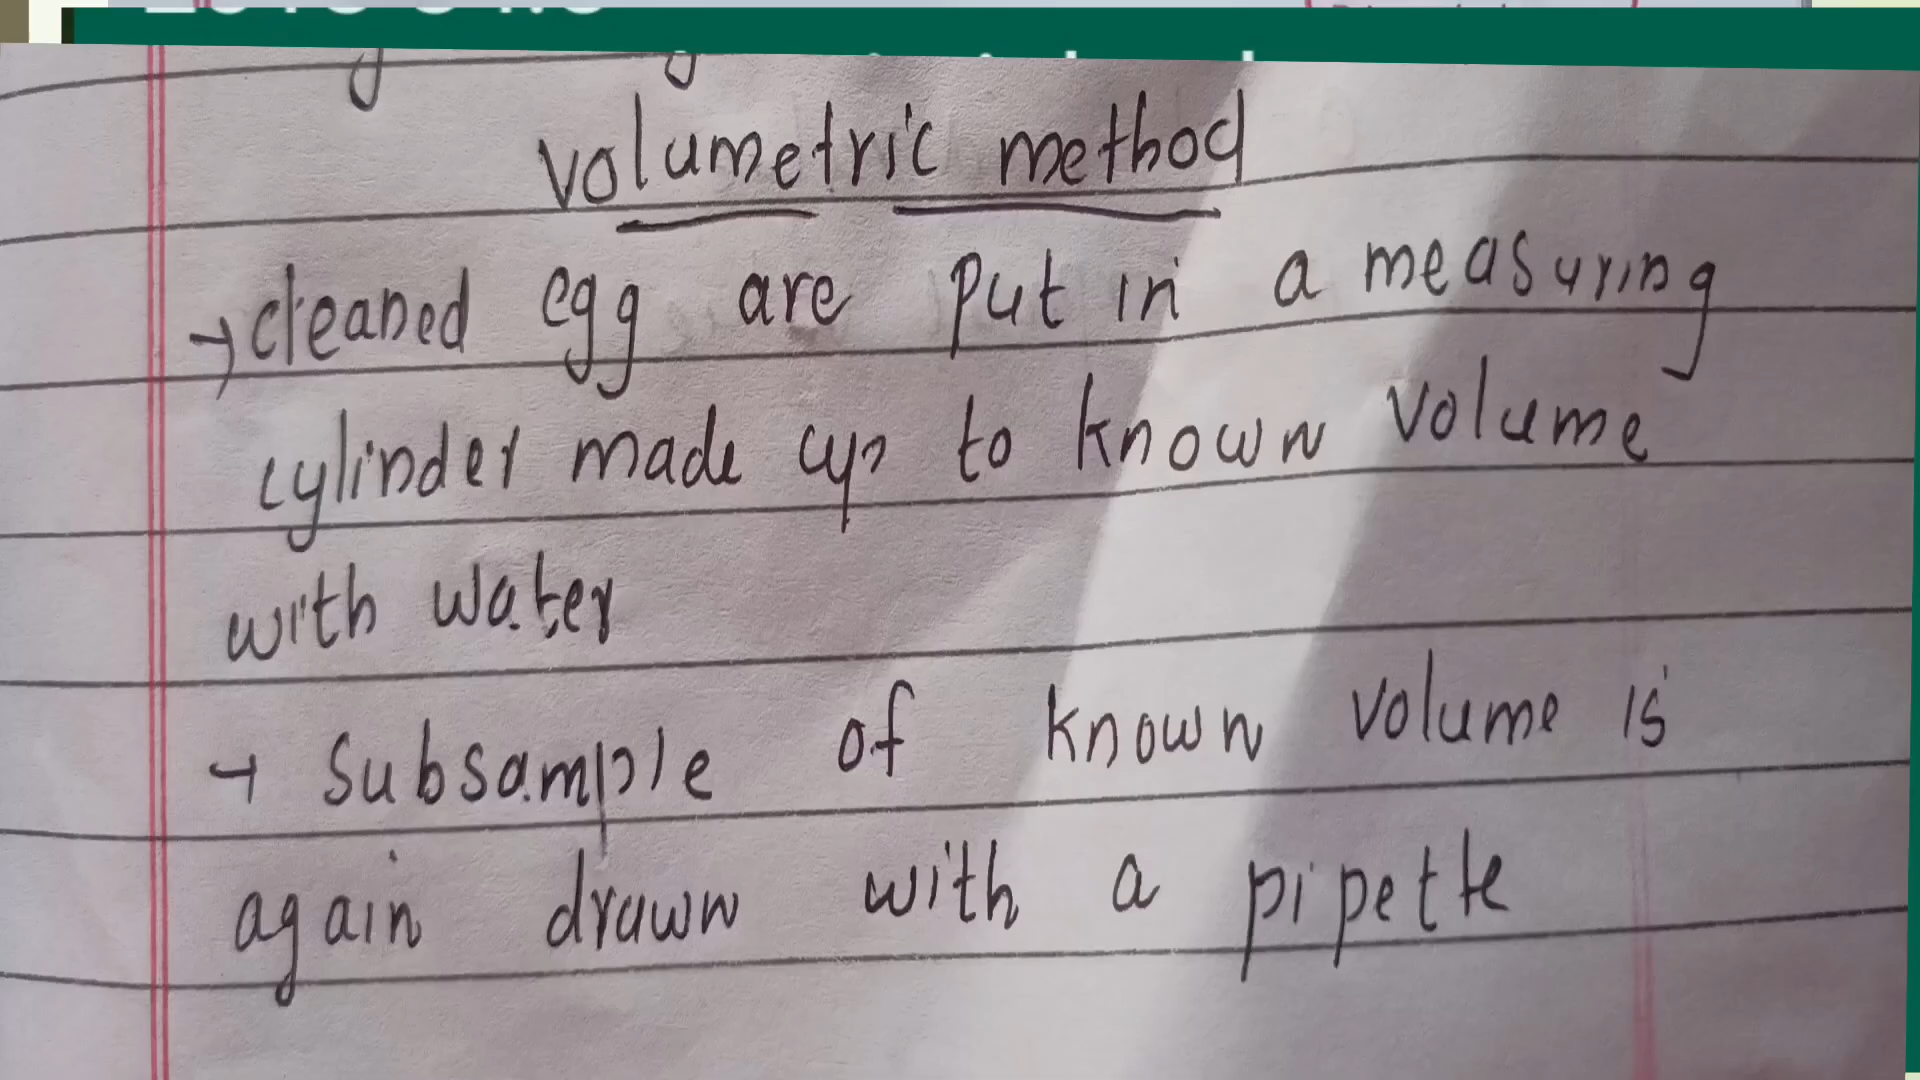 volumetric method
→ cleaned egg are put in a measuring
cylinder made up to known volume
with water
→ subsample of known volume is
again drawn with a pipette